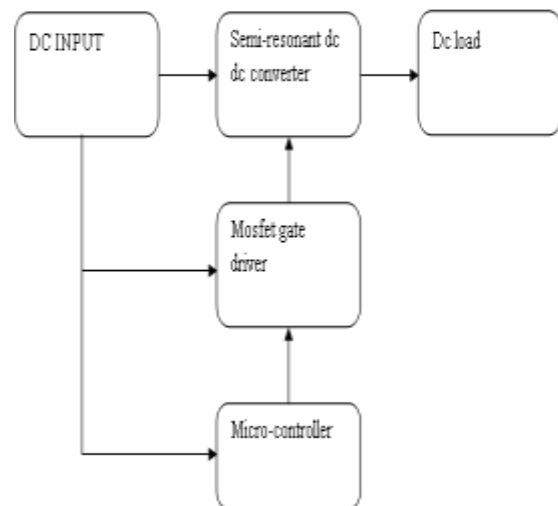 DC INPUT
Semi-resonant dc
dc converter
Dc load
Mosfet gate
driver
Micro-controller